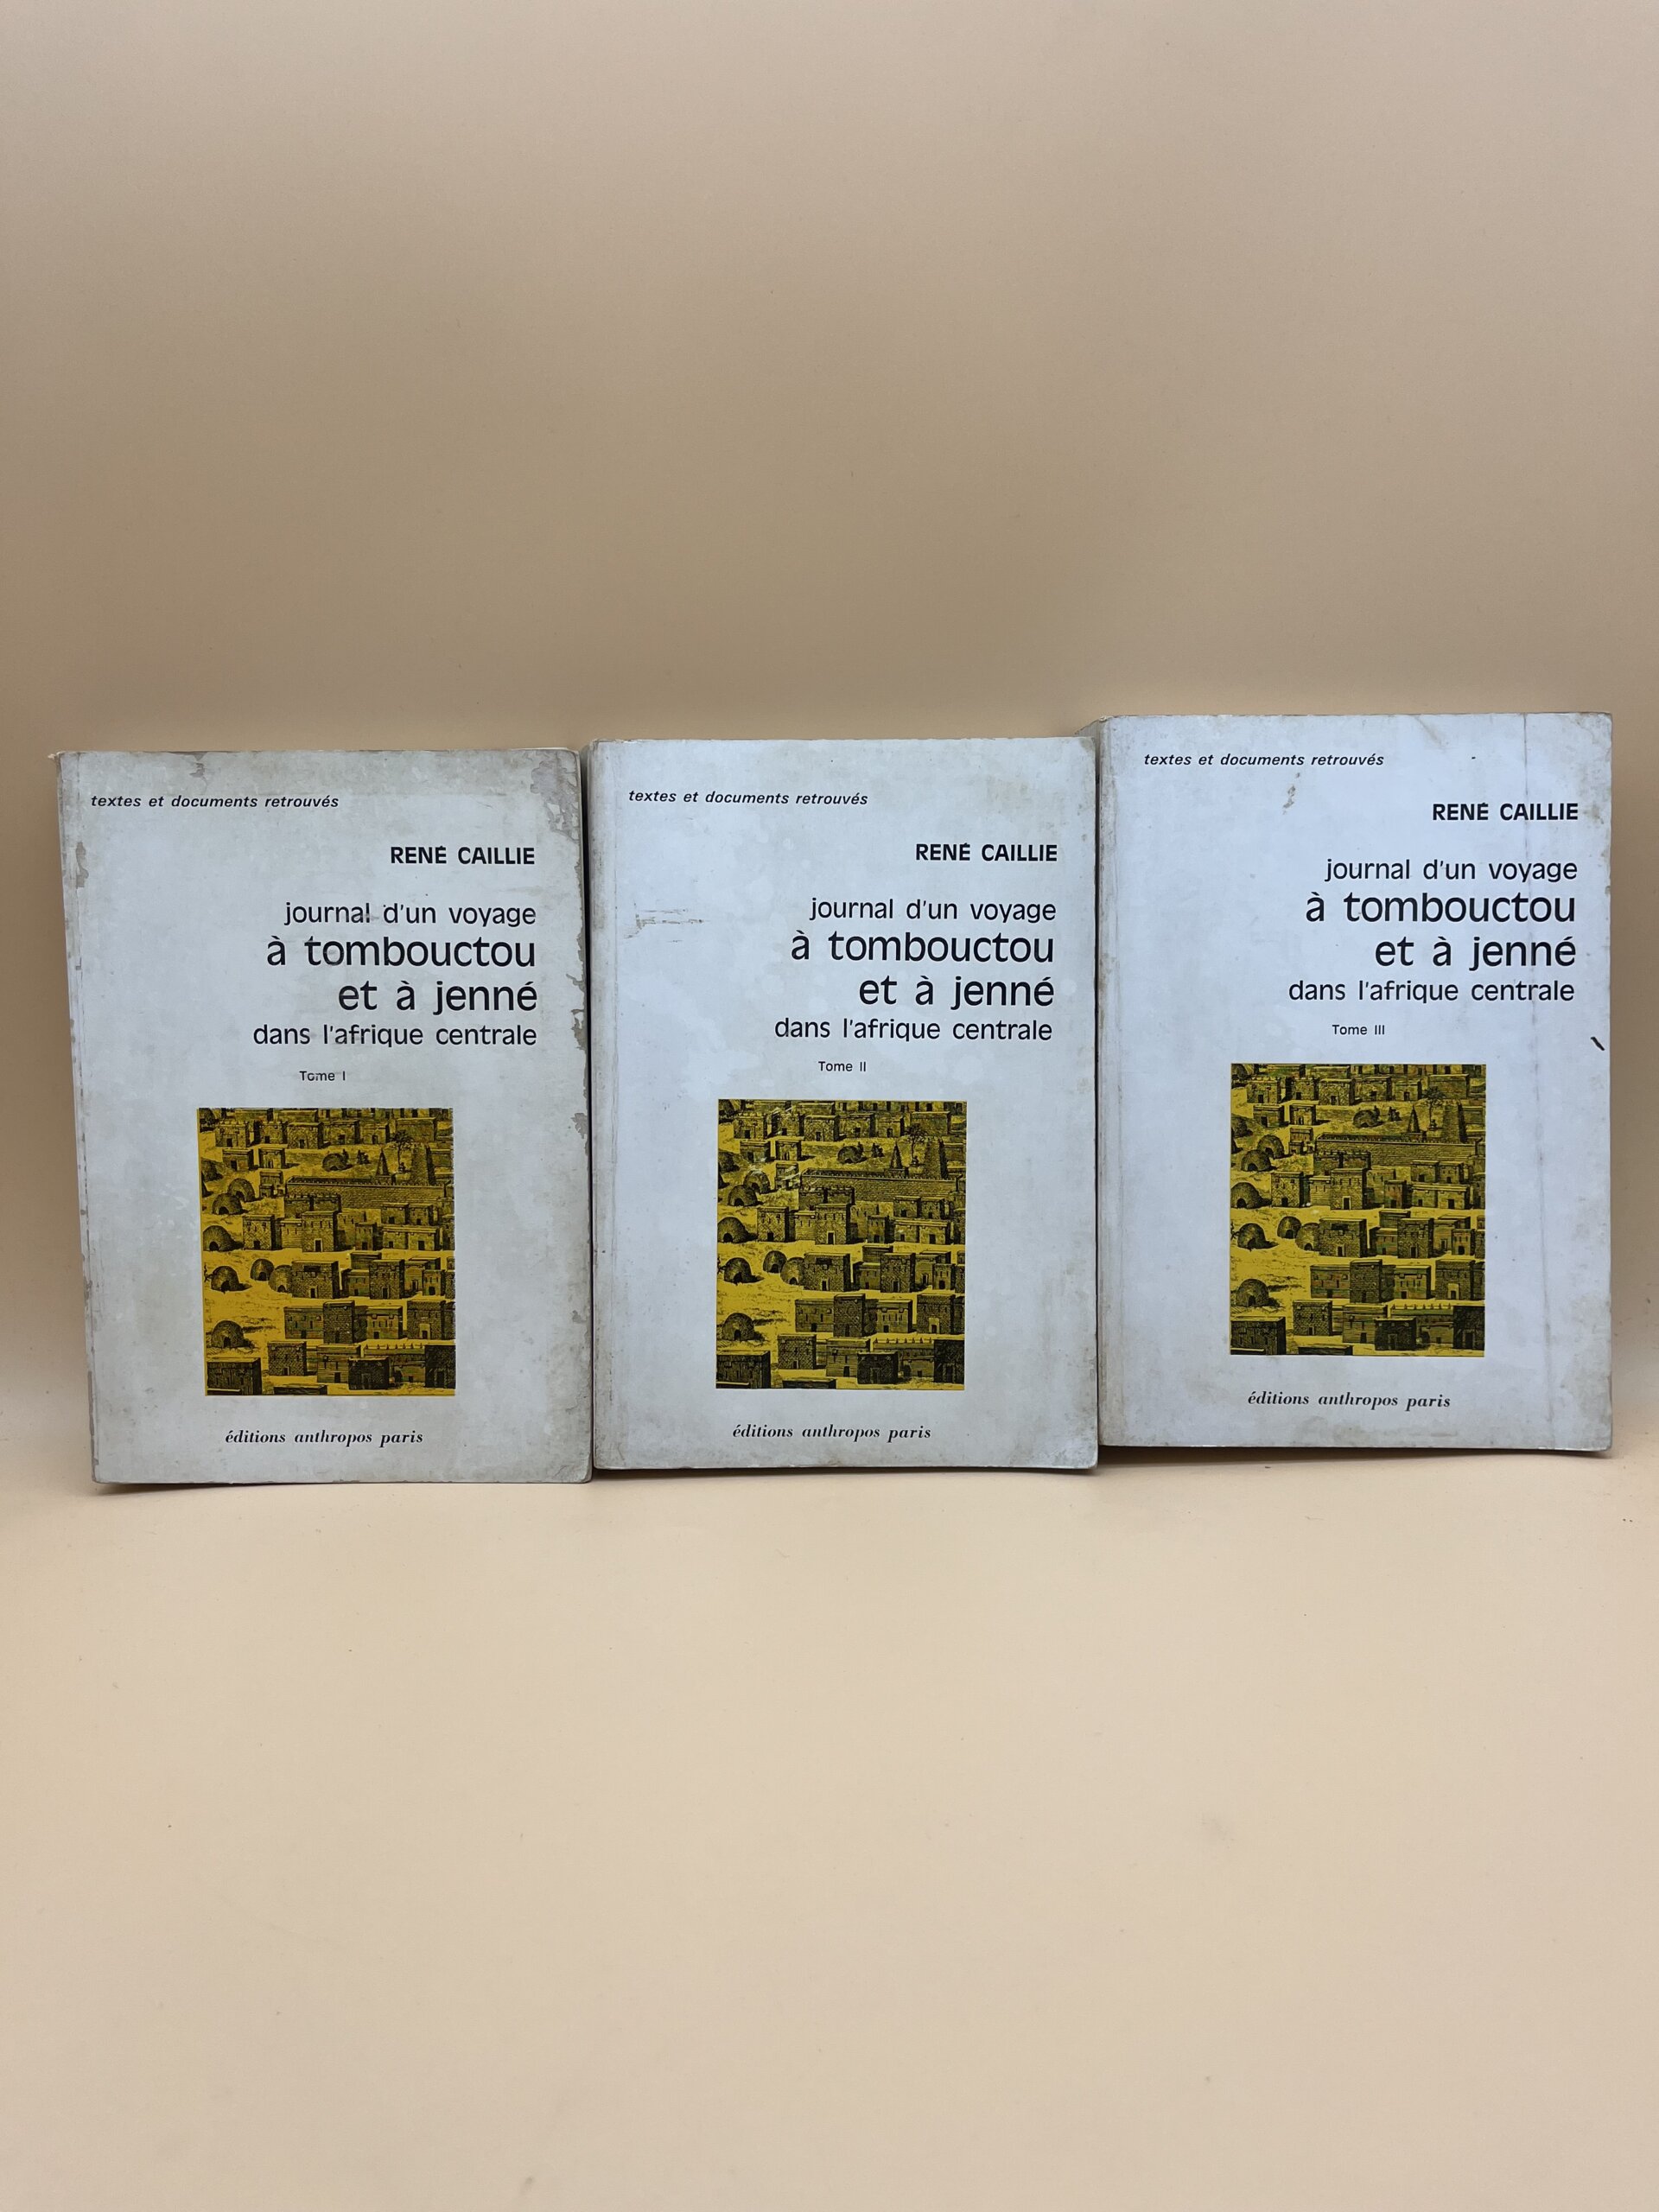 textes et documents retrouvés
RENÉ CAILLIE
journal d'un voyage
à tombouctou
et à jenné
dans l'afrique centrale
Tome I
éditions anthropos paris
textes et documents retrouvés
RENÉ CAILLIE
journal d'un voyage
à tombouctou
et à jenné
dans l'afrique centrale
Tome II
éditions anthropos paris
textes et documents retrouvés
RENÉ CAILLIE
journal d'un voyage
à tombouctou
et à jenné
dans l'afrique centrale
Tome III
éditions anthropos paris